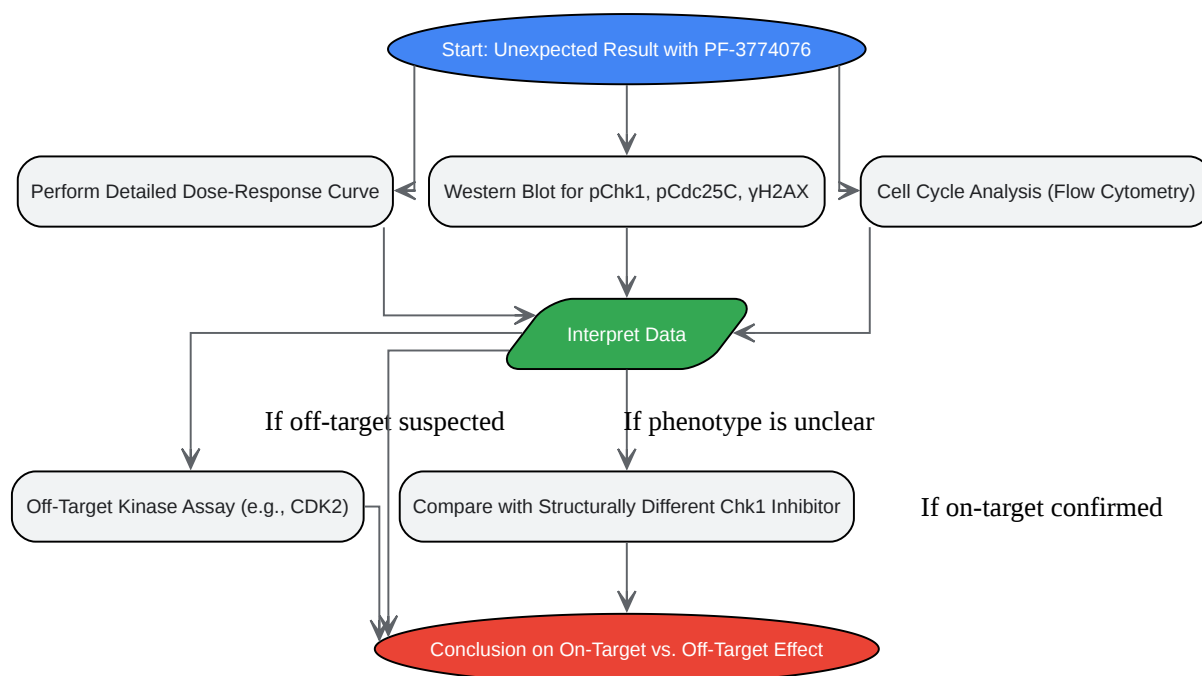 Start: Unexpected Result with PF-3774076
Perform Detailed Dose-Response Curve
Western Blot for pChk1, pCdc25C, γH2AX
Cell Cycle Analysis (Flow Cytometry)
Interpret Data
If off-target suspected
If phenotype is unclear
Off-Target Kinase Assay (e.g., CDK2)
Compare with Structurally Different Chk1 Inhibitor
If on-target confirmed
Conclusion on On-Target vs. Off-Target Effect